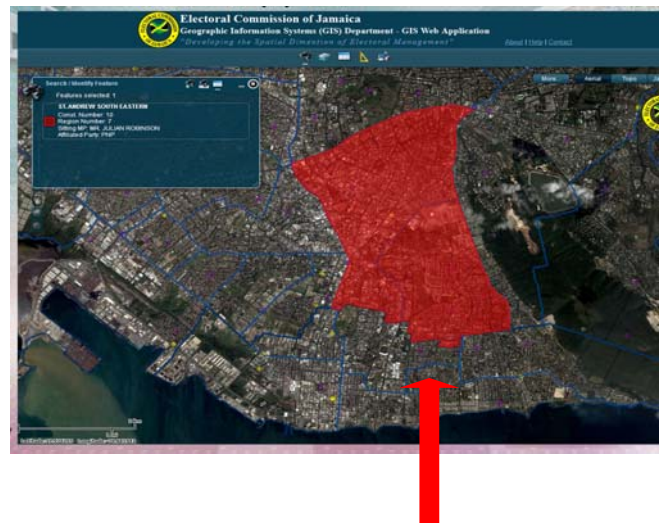 Electoral Commission of Jamaica
Geographic Information Systems (GIS) Department - GIS Web Application
"Developing the Spatial Dimention of Electoral Management"
About | Help | Contact
Search / Identify Feature
Features selected: 1
ST. ANDREW SOUTH EASTERN
Const. Number: 10
Region Number: 7
Sitting MP: MR. JULIAN ROBINSON
Affiliated Party: PNP
More...
Aerial
Topo